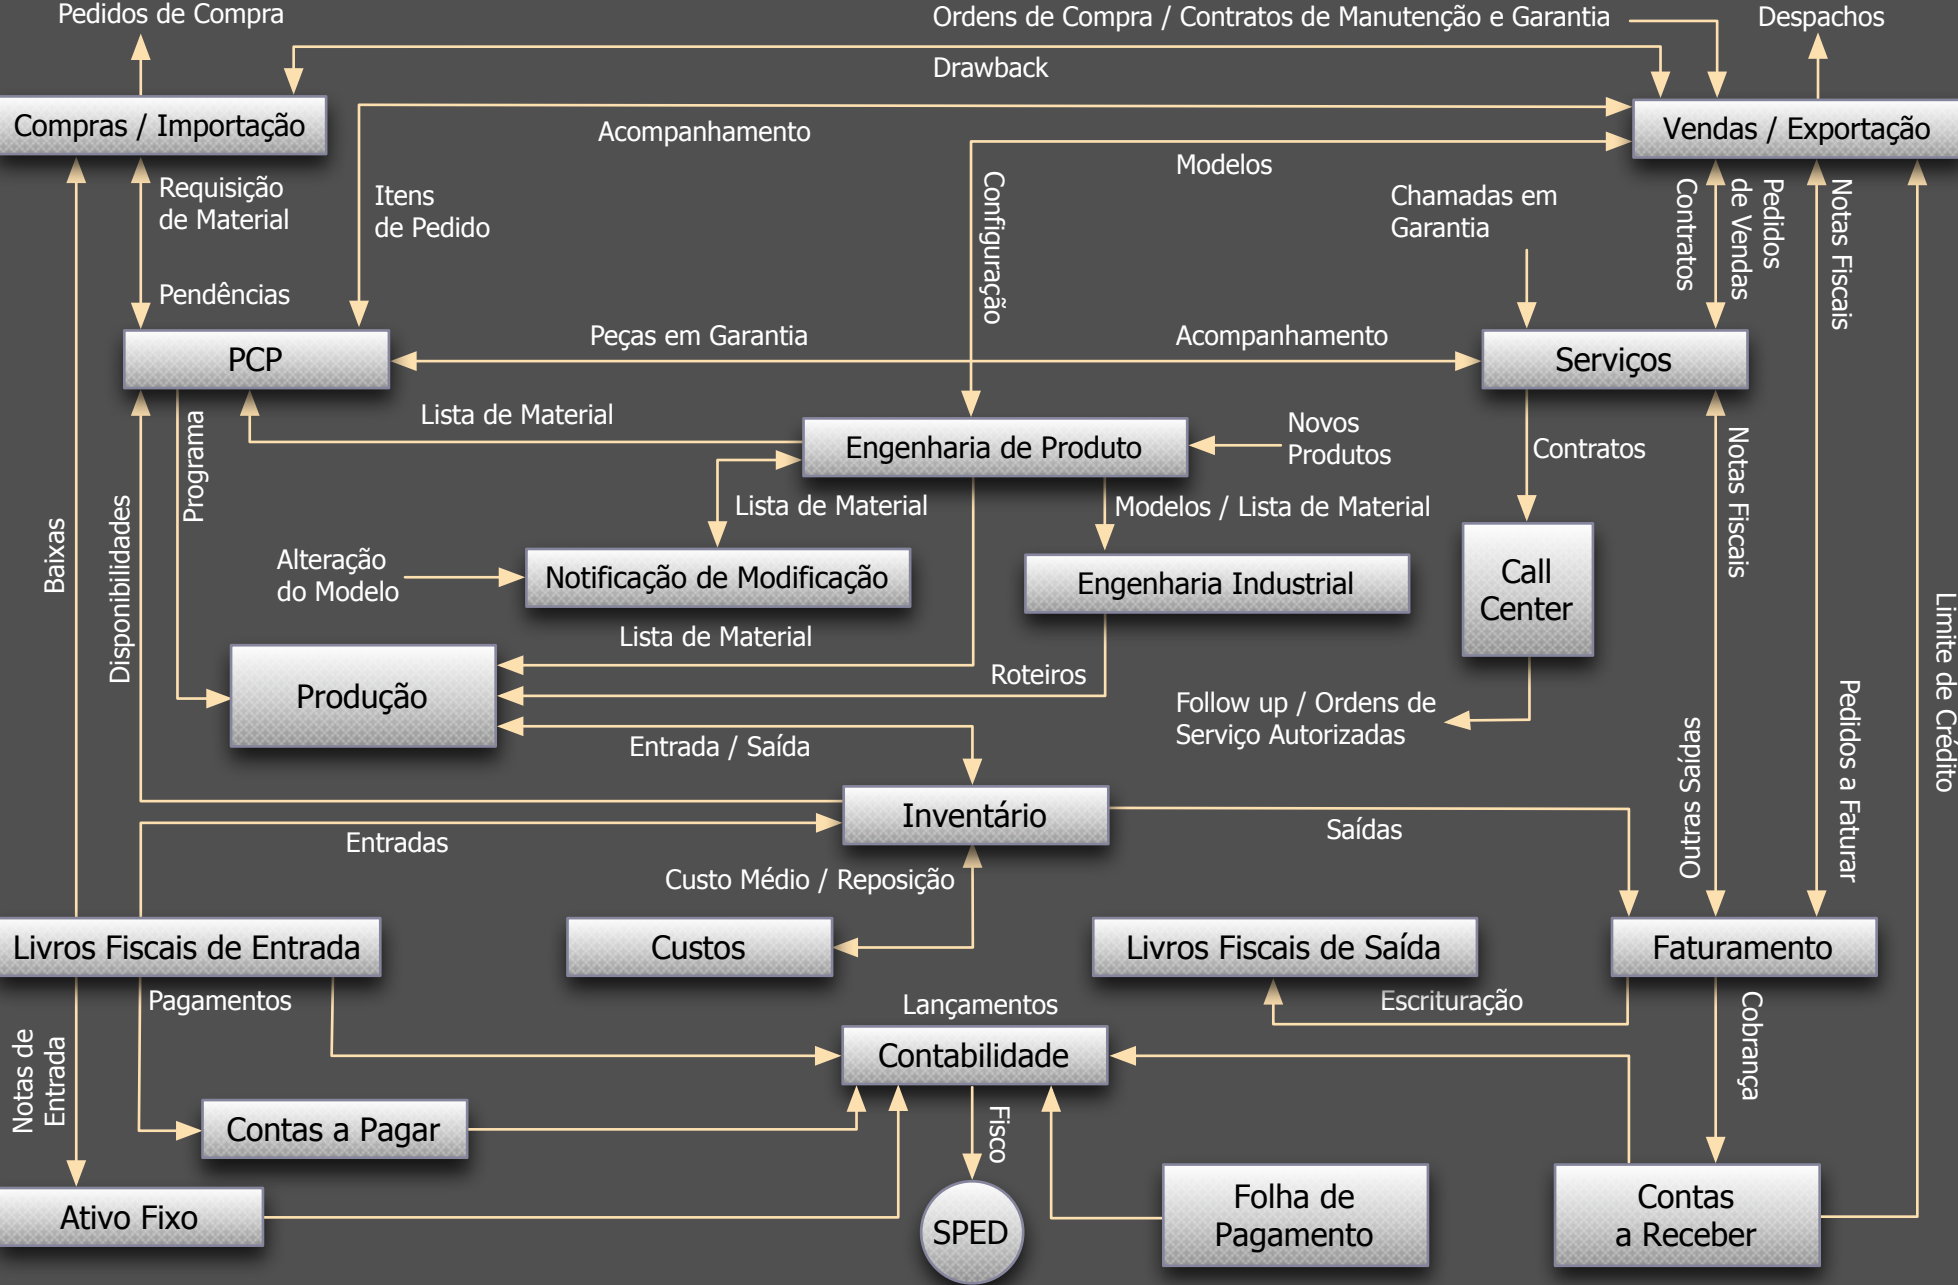 Pedidos de Compra
Ordens de Compra / Contratos de Manutenção e Garantia
Despachos
Drawback
Compras / Importação
Acompanhamento
Vendas / Exportação
Modelos
Requisição
de Material
Itens
de Pedido
Configuração
Chamadas em
Garantia
Contratos
Pedidos
de Vendas
Notas Fiscais
Pendências
Peças em Garantia
Acompanhamento
PCP
Serviços
Programa
Lista de Material
Engenharia de Produto
Novos
Produtos
Contratos
Notas Fiscais
Baixas
Disponibilidades
Lista de Material
Modelos / Lista de Material
Alteração
do Modelo
Notificação de Modificação
Engenharia Industrial
Call
Center
Limite de Crédito
Lista de Material
Produção
Roteiros
Follow up / Ordens de
Serviço Autorizadas
Pedidos a Faturar
Outras Saípas
Entrada / Saída
Inventário
Entradas
Saídas
Custo Médio / Reposição
Livros Fiscais de Entrada
Custos
Livros Fiscais de Saída
Faturamento
Pagamentos
Lançamentos
Escrituração
Cobrança
Notas de
Entrada
Contabilidade
Contas a Pagar
Fisco
Ativo Fixo
SPED
Folha de
Pagamento
Contas
a Receber